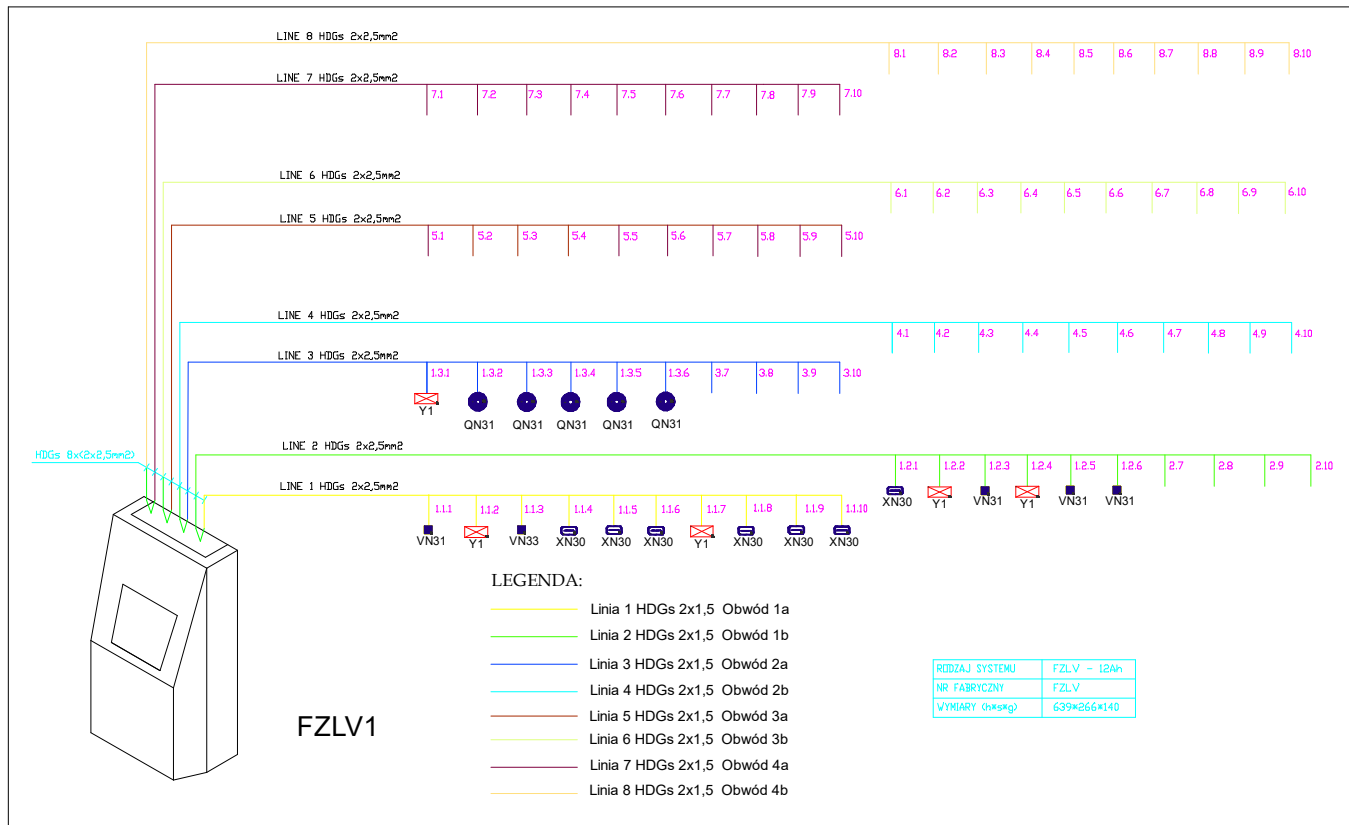 LINE 8 HDGs 2x2,5mm2
8.1 8.2 8.3 8.4 8.5 8.6 8.7 8.8 8.9 8.10
LINE 7 HDGs 2x2,5mm2
7.1 7.2 7.3 7.4 7.5 7.6 7.7 7.8 7.9 7.10
LINE 6 HDGs 2x2,5mm2
6.1 6.2 6.3 6.4 6.5 6.6 6.7 6.8 6.9 6.10
LINE 5 HDGs 2x2,5mm2
5.1 5.2 5.3 5.4 5.5 5.6 5.7 5.8 5.9 5.10
LINE 4 HDGs 2x2,5mm2
4.1 4.2 4.3 4.4 4.5 4.6 4.7 4.8 4.9 4.10
LINE 3 HDGs 2x2,5mm2
1.3.1 1.3.2 1.3.3 1.3.4 1.3.5 1.3.6 3.7 3.8 3.9 3.10
Y1 QN31 QN31 QN31 QN31 QN31
LINE 2 HDGs 2x2,5mm2
HDGs 8x(2x2,5mm2)
1.2.1 1.2.2 1.2.3 1.2.4 1.2.5 1.2.6 2.7 2.8 2.9 2.10
XN30 Y1 VN31 Y1 VN31 VN31
LINE 1 HDGs 2x2,5mm2
1.1.1 1.1.2 1.1.3 1.1.4 1.1.5 1.1.6 1.1.7 1.1.8 1.1.9 1.1.10
VN31 Y1 VN33 XN30 XN30 XN30 Y1 XN30 XN30 XN30
LEGENDA:
Linia 1 HDGs 2x1,5 Obwód 1a
Linia 2 HDGs 2x1,5 Obwód 1b
Linia 3 HDGs 2x1,5 Obwód 2a
Linia 4 HDGs 2x1,5 Obwód 2b
Linia 5 HDGs 2x1,5 Obwód 3a
Linia 6 HDGs 2x1,5 Obwód 3b
Linia 7 HDGs 2x1,5 Obwód 4a
Linia 8 HDGs 2x1,5 Obwód 4b
FZLV1
RODZAJ SYSTEMU FZLV - 12Ah
NR FABRYCZNY FZLV
WYMIARY (h*s*g) 639*266*140